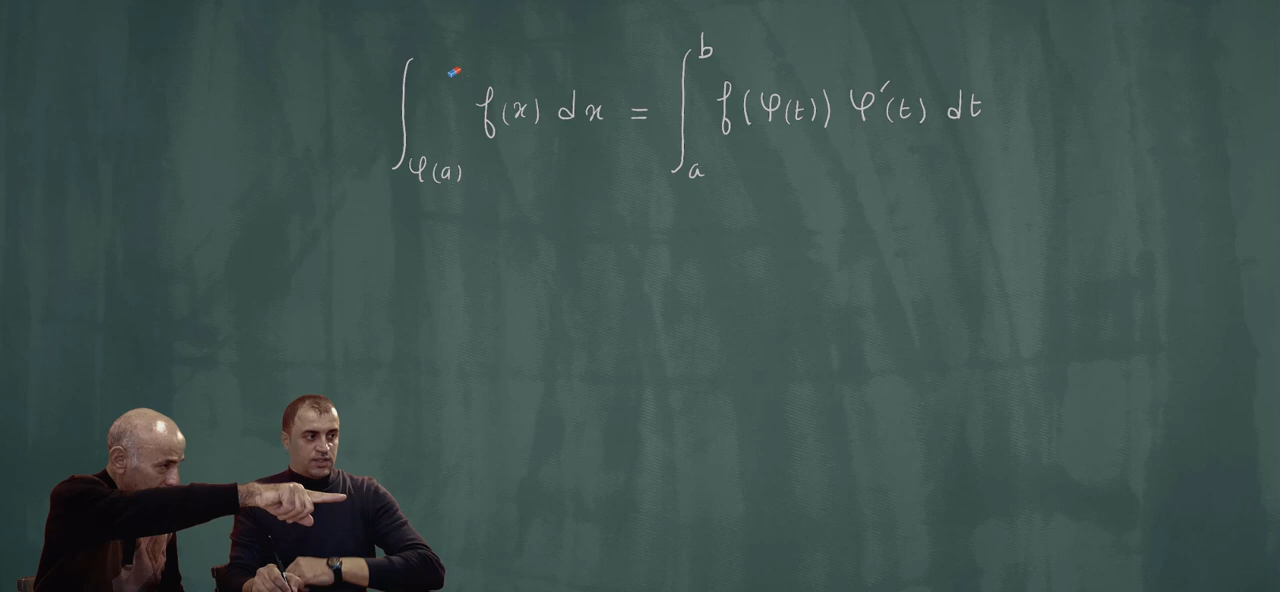 ∫_{φ(a)} f(x) dx = ∫_a^b f(φ(t)) φ′(t) dt